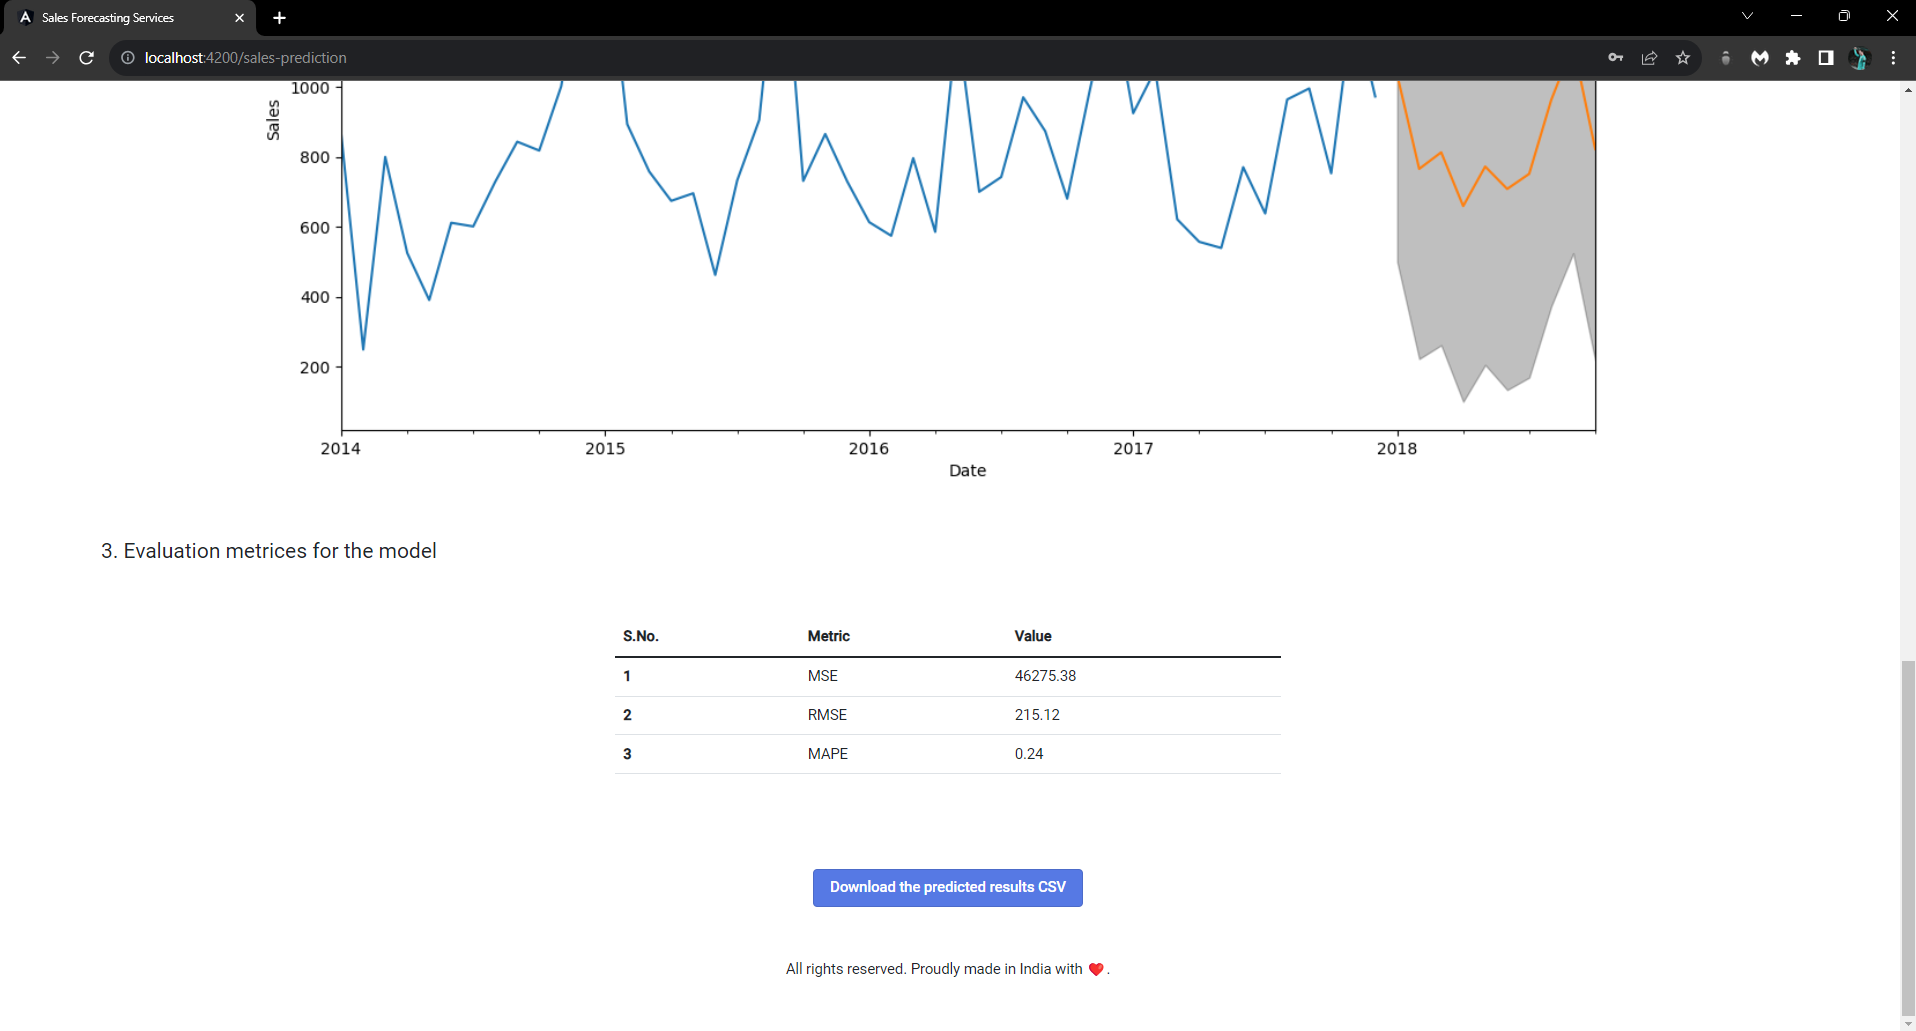 Sales Forecasting Services
localhost:4200/sales-prediction
1000
800
600
400
200
Sales
2014 2015 2016 2017 2018
Date
3. Evaluation metrices for the model
S.No. Metric Value
1 MSE 46275.38
2 RMSE 215.12
3 MAPE 0.24
Download the predicted results CSV
All rights reserved. Proudly made in India with ❤️ .